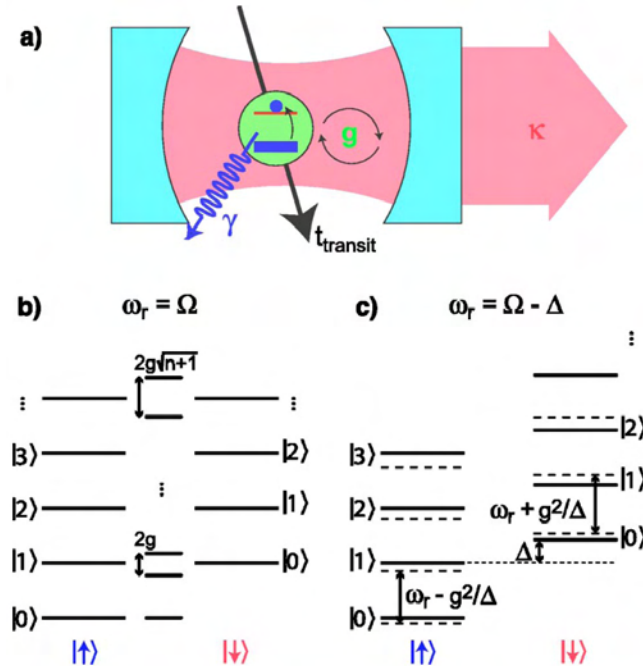 a)
g
κ
γ
t_transit
b)
ω_r = Ω
2g√n+1
⋮
⋮
|3⟩
|2⟩
|2⟩
⋮
|1⟩
2g
|1⟩
|0⟩
|0⟩
|↑⟩
|↓⟩
c)
ω_r = Ω - Δ
⋮
|2⟩
|3⟩
|1⟩
|2⟩
ω_r + g²/Δ
|0⟩
|1⟩
Δ
ω_r - g²/Δ
|0⟩
|↑⟩
|↓⟩